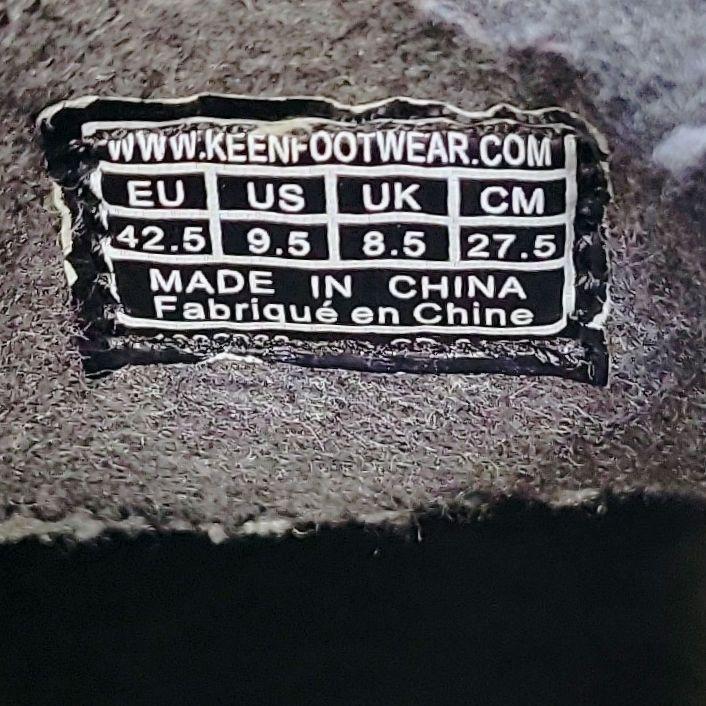 WWW.KEENFOOTWEAR.COM
EU US UK CM
42.5 9.5 8.5 27.5
MADE IN CHINA
Fabriqué en Chine